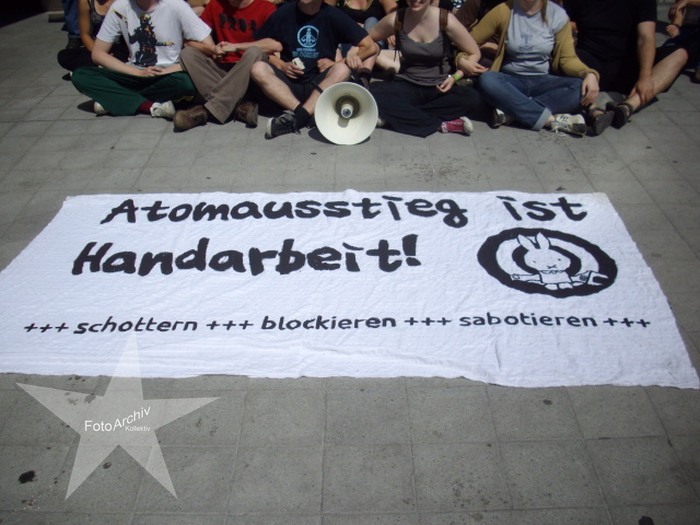 Atomausstieg ist
Handarbeit!
+++ schottern +++ blockieren +++ sabotieren +++
FotoArchiv
Kollektiv